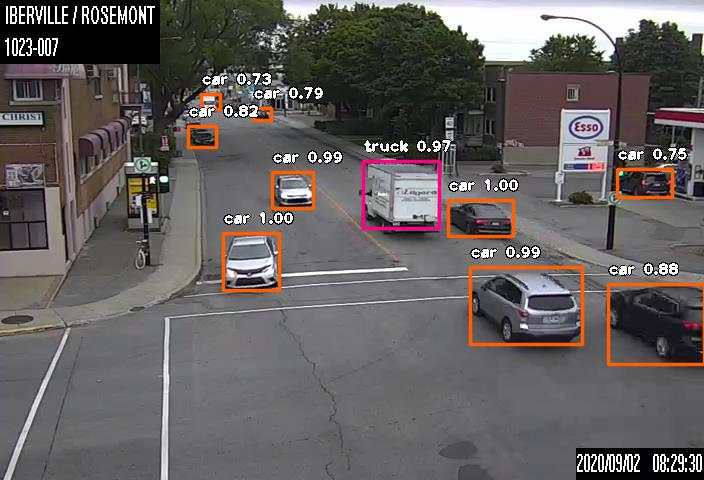 IBERVILLE / ROSEMONT
1023-007
car 0.73
car 0.79
car 0.82
CHRIST
Esso
truck 0.97
car 0.99
car 0.75
car 1.00
car 1.00
car 0.99
car 0.88
2020/09/02 08:29:30